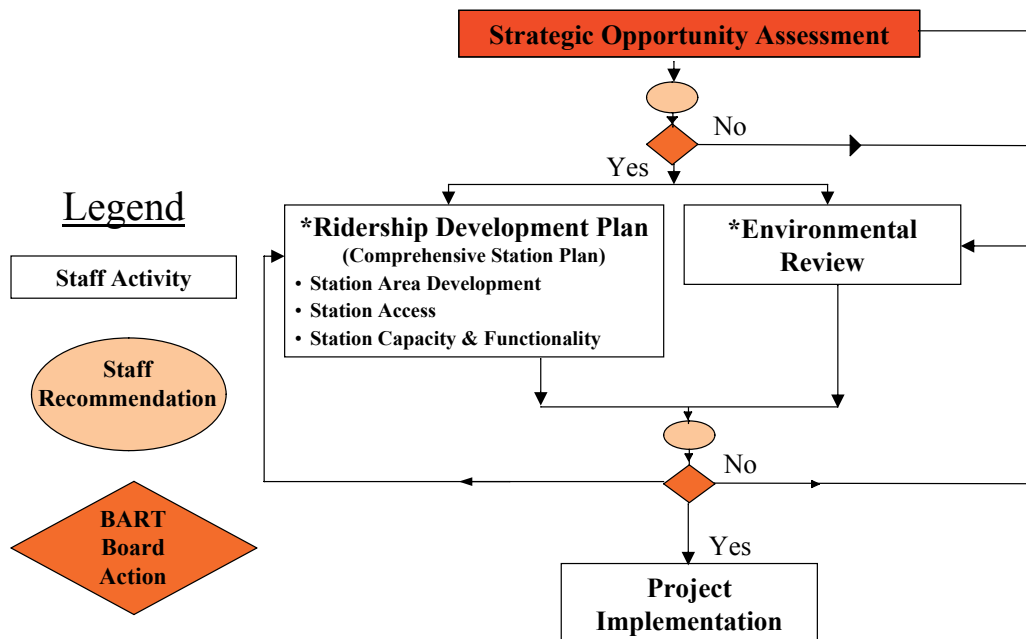 Strategic Opportunity Assessment
No
Yes
Legend
Staff Activity
Staff
Recommendation
BART
Board
Action
*Ridership Development Plan
(Comprehensive Station Plan)
• Station Area Development
• Station Access
• Station Capacity & Functionality
*Environmental
Review
No
Yes
Project
Implementation